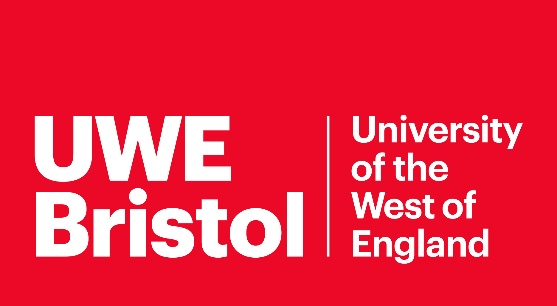 UWE
Bristol
University
of the
West of
England